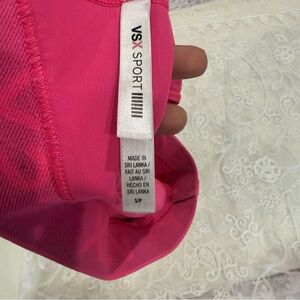 VSX SPORT
MADE IN
SRI LANKA /
FAIT AU SRI
LANKA /
HECHO EN
SRI LANKA
S/P